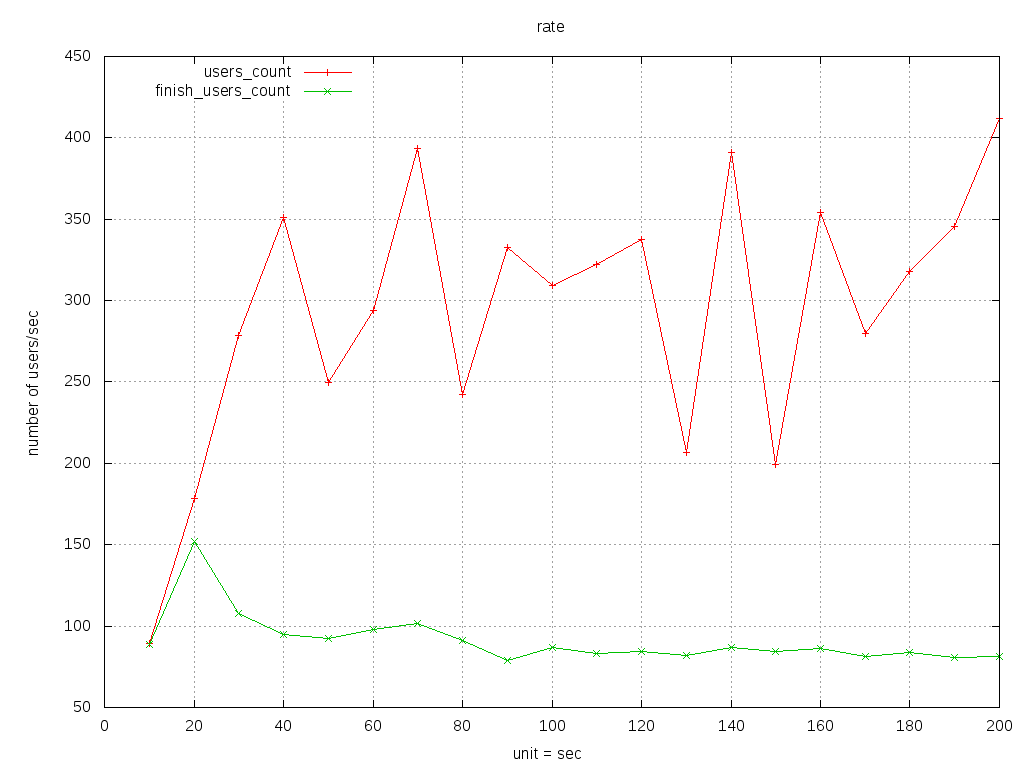 rate
450
400
350
300
250
200
150
100
50
users_count
finish_users_count
number of users/sec
0 20 40 60 80 100 120 140 160 180 200
unit = sec